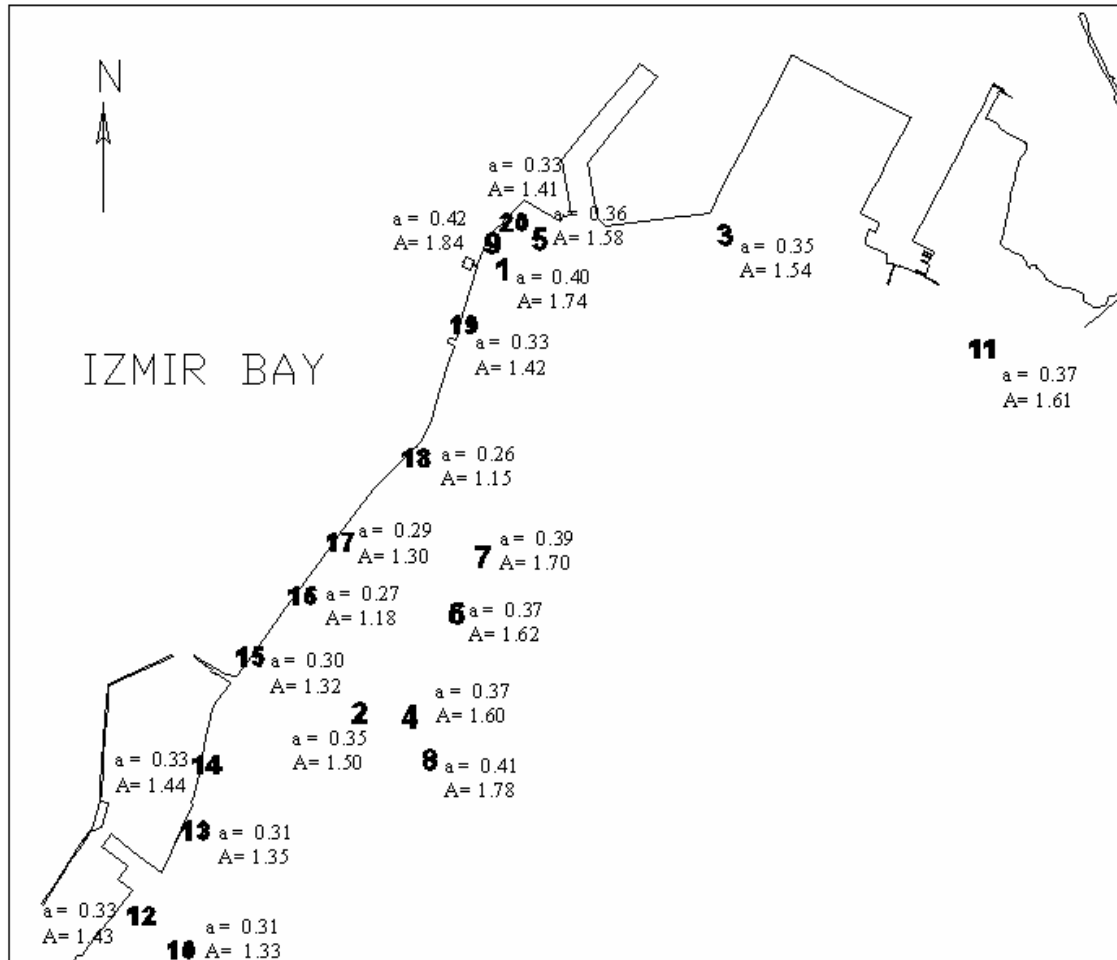 N
a = 0.33
A= 1.41
20
a = 0.42
A= 1.84
9
5
a = 0.36
A= 1.58
3
a = 0.35
A= 1.54
1
a = 0.40
A= 1.74
19
a = 0.33
A= 1.42
IZMIR BAY
11
a = 0.37
A= 1.61
18
a = 0.26
A= 1.15
17
a = 0.29
A= 1.30
7
a = 0.39
A= 1.70
16
a = 0.27
A= 1.18
6
a = 0.37
A= 1.62
15
a = 0.30
A= 1.32
2
a = 0.35
A= 1.50
4
a = 0.37
A= 1.60
14
a = 0.33
A= 1.44
8
a = 0.41
A= 1.78
13
a = 0.31
A= 1.35
12
a = 0.33
A= 1.43
10
a = 0.31
A= 1.33